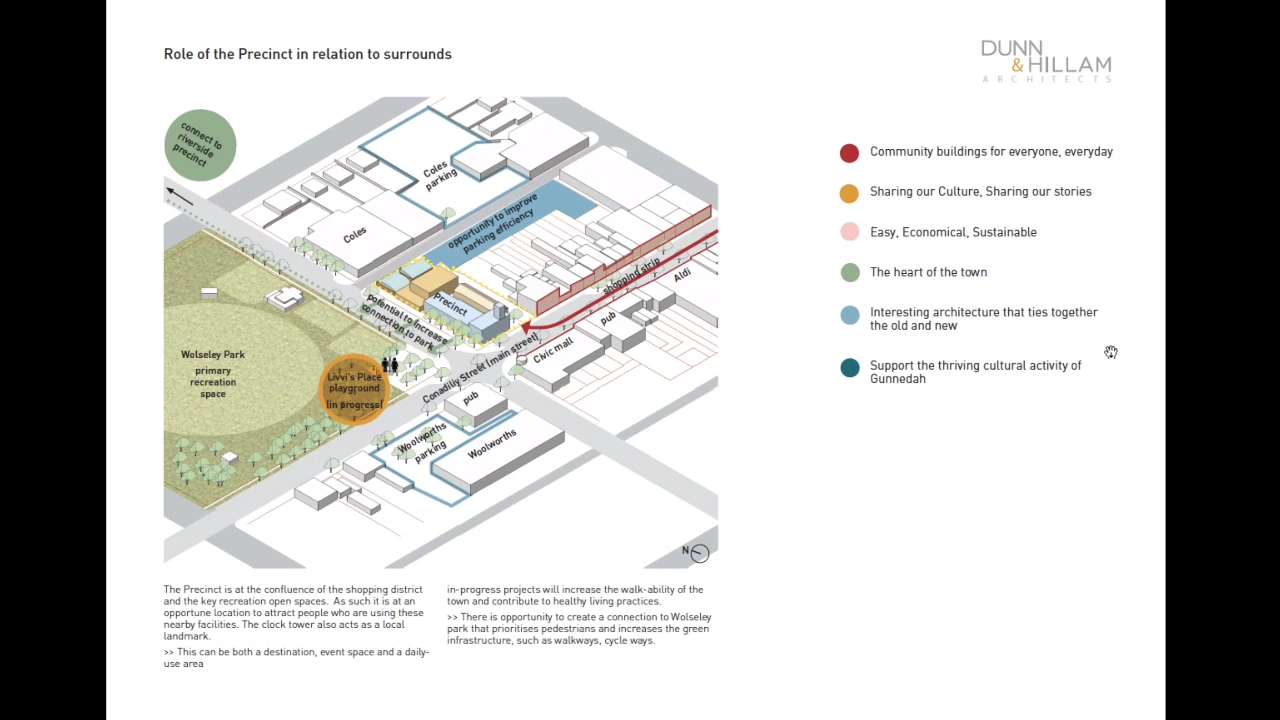 Role of the Precinct in relation to surrounds
DUNN
& HILLAM
ARCHITECTS
connect to
riverside
precinct
Coles
parking
opportunity to improve
parking efficiency
Coles
shopping strip
Aldi
Precinct
potential to increase
connection to park
pub
Civic mall
Conadilly Street (main street)
Wolseley Park
primary
recreation
space
Livvi's Place
playground
(in progress)
pub
Woolworths
parking
Woolworths
N
Community buildings for everyone, everyday
Sharing our Culture, Sharing our stories
Easy, Economical, Sustainable
The heart of the town
Interesting architecture that ties together
the old and new
Support the thriving cultural activity of
Gunnedah
The Precinct is at the confluence of the shopping district
and the key recreation open spaces. As such it is at an
opportune location to attract people who are using these
nearby facilities. The clock tower also acts as a local
landmark.
>> This can be both a destination, event space and a daily-
use area
in-progress projects will increase the walk-ability of the
town and contribute to healthy living practices.
>> There is opportunity to create a connection to Wolseley
park that prioritises pedestrians and increases the green
infrastructure, such as walkways, cycle ways.